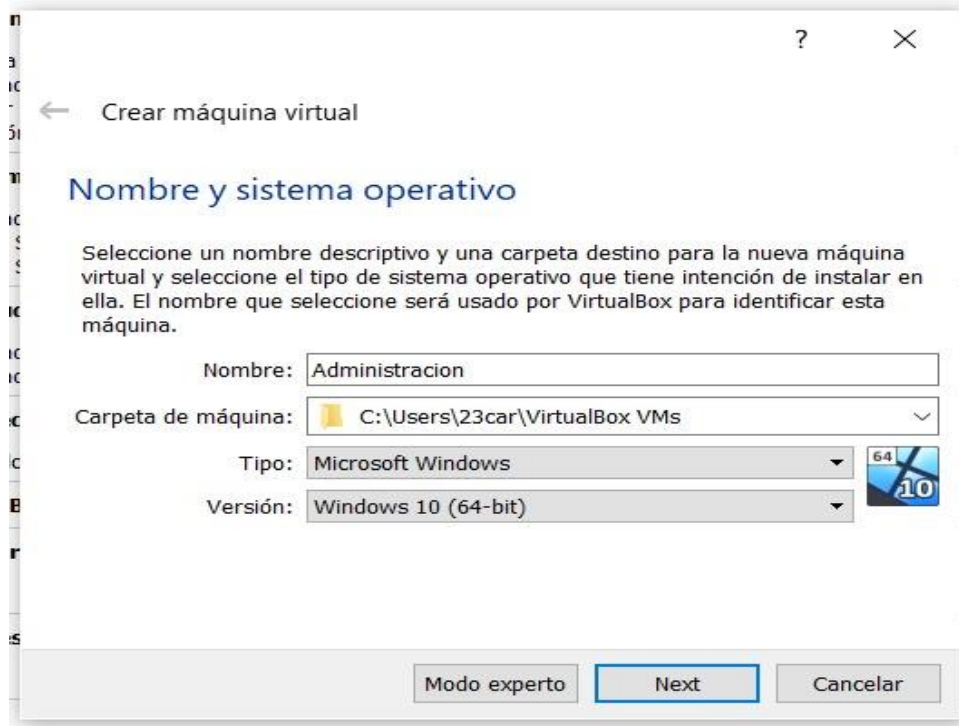 ?
Crear máquina virtual
Nombre y sistema operativo
Seleccione un nombre descriptivo y una carpeta destino para la nueva máquina
virtual y seleccione el tipo de sistema operativo que tiene intención de instalar en
ella. El nombre que seleccione será usado por VirtualBox para identificar esta
máquina.
Nombre: Administracion
Carpeta de máquina: C:\Users\23car\VirtualBox VMs
Tipo: Microsoft Windows
64
Versión: Windows 10 (64-bit)
10
Modo experto Next Cancelar